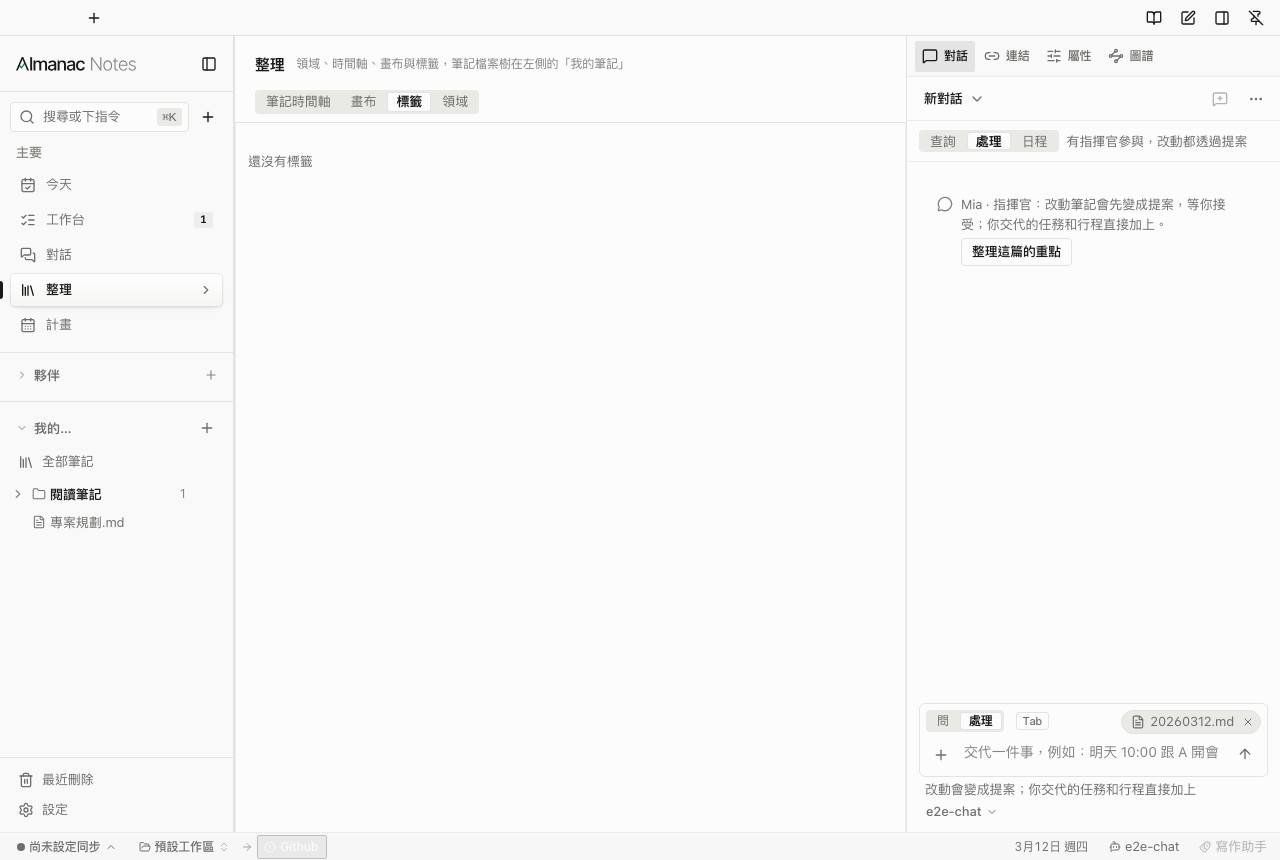 Almanac Notes
搜尋或下指令 ⌘K
主要
今天
工作台 1
對話
整理
計畫
夥伴
我的...
全部筆記
閱讀筆記 1
專案規劃.md
最近刪除
設定
整理 領域、時間軸、畫布與標籤，筆記檔案樹在左側的「我的筆記」
筆記時間軸 畫布 標籤 領域
還沒有標籤
對話 連結 屬性 圖譜
新對話
查詢 處理 日程 有指揮官參與，改動都透過提案
Mia · 指揮官：改動筆記會先變成提案，等你接
受；你交代的任務和行程直接加上。
整理這篇的重點
問 處理 Tab 20260312.md
交代一件事，例如：明天 10:00 跟 A 開會
改動會變成提案；你交代的任務和行程直接加上
e2e-chat
尚未設定同步 預設工作區 Github 3月12日 週四 e2e-chat 寫作助手